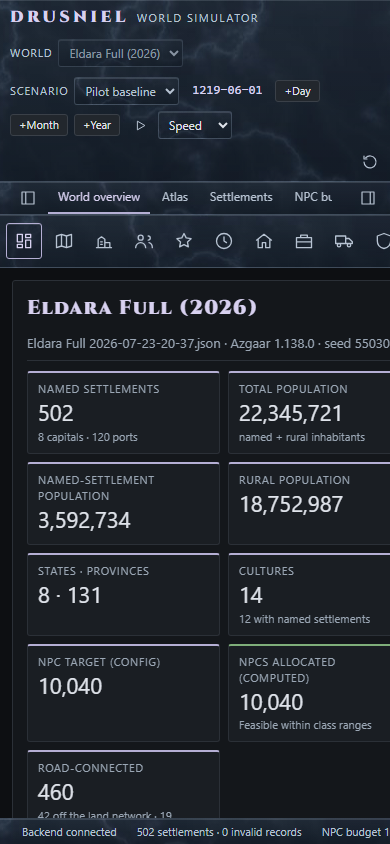 DRUSNIEL WORLD SIMULATOR
WORLD Eldara Full (2026)
SCENARIO Pilot baseline 1219-06-01 +Day
+Month +Year Speed
World overview Atlas Settlements NPC
Eldara Full (2026)
Eldara Full 2026-07-23-20-37.json · Azgaar 1.138.0 · seed 55030
NAMED SETTLEMENTS
502
8 capitals · 120 ports
TOTAL POPULATION
22,345,721
named + rural inhabitants
NAMED-SETTLEMENT
POPULATION
3,592,734
RURAL POPULATION
18,752,987
STATES · PROVINCES
8 · 131
CULTURES
14
12 with named settlements
NPC TARGET (CONFIG)
10,040
NPCS ALLOCATED
(COMPUTED)
10,040
Feasible within class ranges
ROAD-CONNECTED
460
42 off the land network · 19
Backend connected 502 settlements · 0 invalid records NPC budget 1